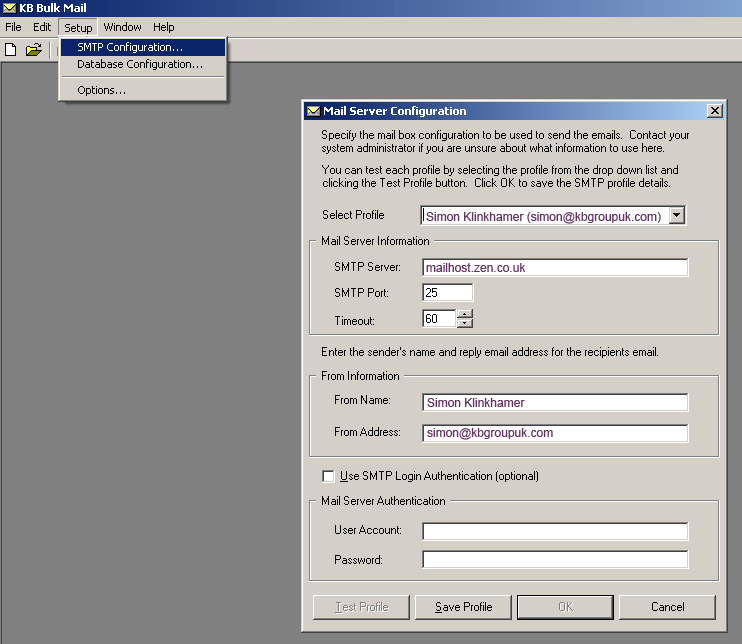 KB Bulk Mail
File Edit Setup Window Help
SMTP Configuration...
Database Configuration...
Options...
Mail Server Configuration
Specify the mail box configuration to be used to send the emails. Contact your
system administrator if you are unsure about what information to use here.
You can test each profile by selecting the profile from the drop down list and
clicking the Test Profile button. Click OK to save the SMTP profile details.
Select Profile Simon Klinkhamer (simon@kbgroupuk.com)
Mail Server Information
SMTP Server: mailhost.zen.co.uk
SMTP Port: 25
Timeout: 60
Enter the sender's name and reply email address for the recipients email.
From Information
From Name: Simon Klinkhamer
From Address: simon@kbgroupuk.com
Use SMTP Login Authentication (optional)
Mail Server Authentication
User Account:
Password:
Test Profile Save Profile OK Cancel